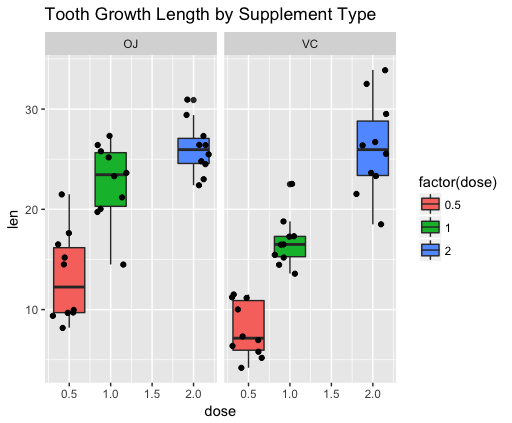 Tooth Growth Length by Supplement Type
OJ VC
30
20
10
len
0.5 1.0 1.5 2.0 0.5 1.0 1.5 2.0
dose
factor(dose)
0.5
1
2